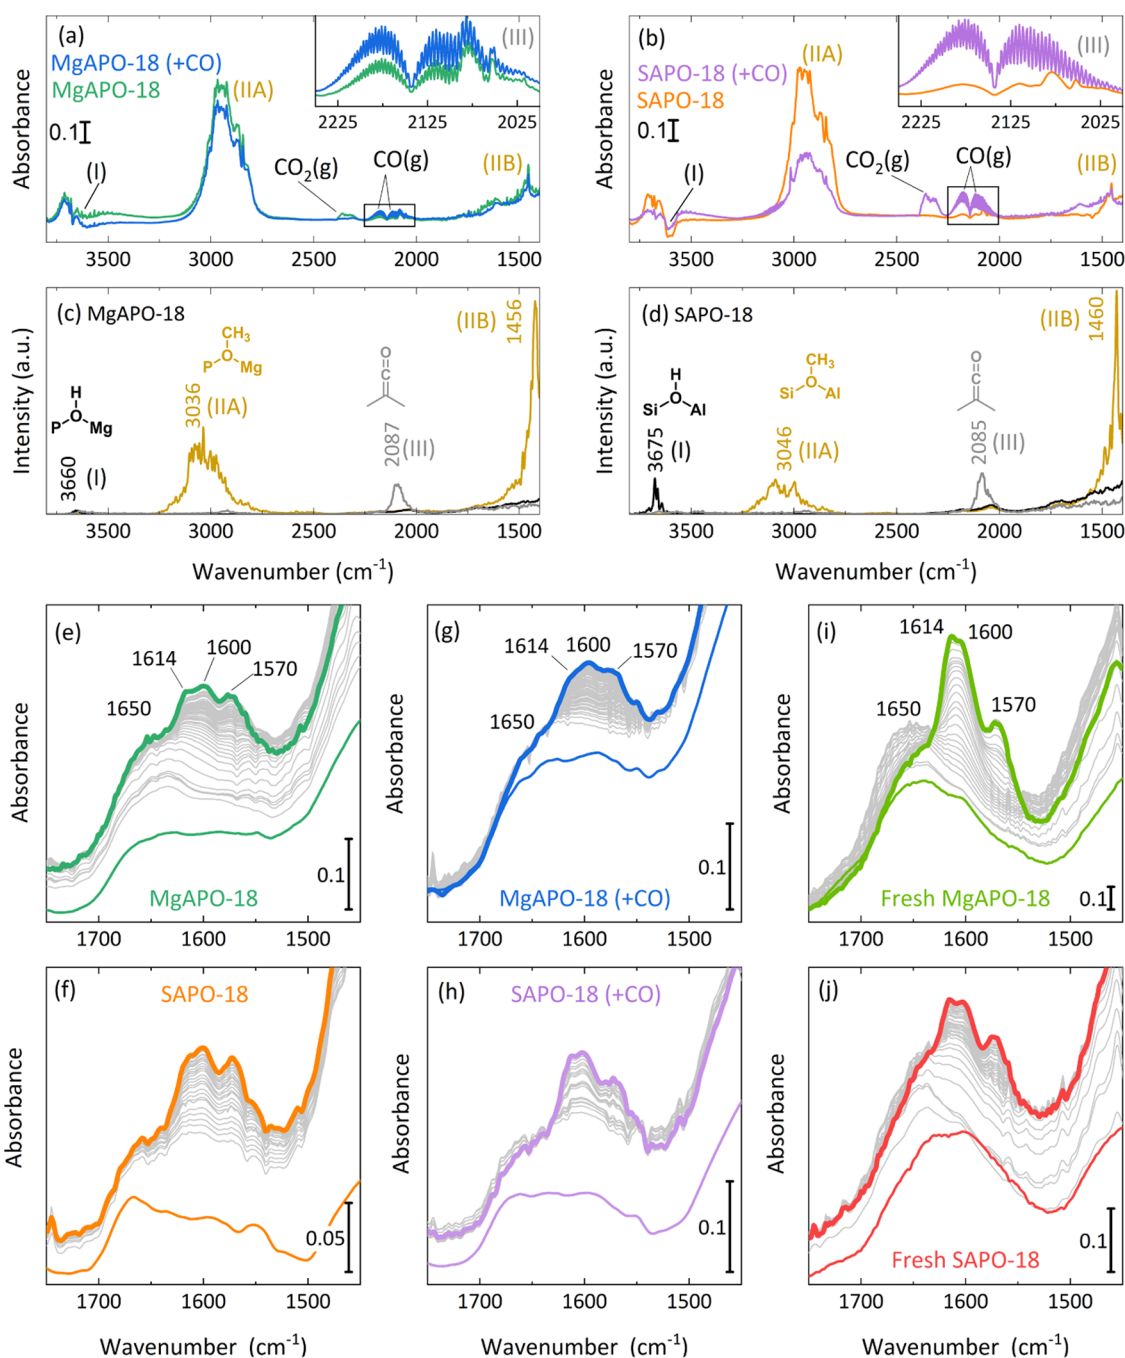 (a)
MgAPO-18 (+CO)
MgAPO-18
(IIA)
0.1
(I)
CO₂(g)
CO(g)
(IIB)
(III)
2225
2125
2025
Absorbance
3500
3000
2500
2000
1500
(b)
SAPO-18 (+CO)
SAPO-18
(IIA)
0.1
(I)
CO₂(g)
CO(g)
(IIB)
(III)
2225
2125
2025
Absorbance
3500
3000
2500
2000
1500
(c) MgAPO-18
H
O
P
Mg
3660
(I)
CH₃
O
P
Mg
3036
(IIA)
O
C
2087
(III)
(IIB)
1456
Intensity (a.u.)
3500
3000
2500
2000
1500
Wavenumber (cm⁻¹)
(d) SAPO-18
H
O
Si
Al
3675
(I)
CH₃
O
Si
Al
3046
(IIA)
O
C
2085
(III)
(IIB)
1460
Intensity (a.u.)
3500
3000
2500
2000
1500
Wavenumber (cm⁻¹)
(e)
1650
1614
1600
1570
0.1
MgAPO-18
Absorbance
1700
1600
1500
(g)
1650
1614
1600
1570
0.1
MgAPO-18 (+CO)
Absorbance
1700
1600
1500
(i)
1650
1614
1600
1570
0.1
Fresh MgAPO-18
Absorbance
1700
1600
1500
(f)
SAPO-18
0.05
Absorbance
1700
1600
1500
Wavenumber (cm⁻¹)
(h)
SAPO-18 (+CO)
0.1
Absorbance
1700
1600
1500
Wavenumber (cm⁻¹)
(j)
0.1
Fresh SAPO-18
Absorbance
1700
1600
1500
Wavenumber (cm⁻¹)